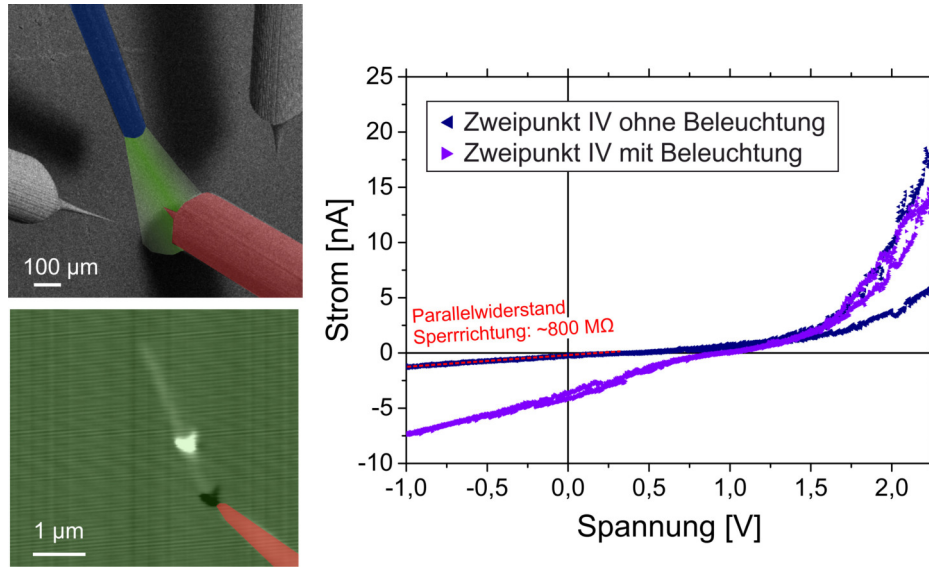 100 µm
1 µm
Zweipunkt IV ohne Beleuchtung
Zweipunkt IV mit Beleuchtung
Parallelwiderstand
Sperrrichtung: ~800 MΩ
Strom [nA]
25
20
15
10
5
0
-5
-10
-1,0 -0,5 0,0 0,5 1,0 1,5 2,0
Spannung [V]